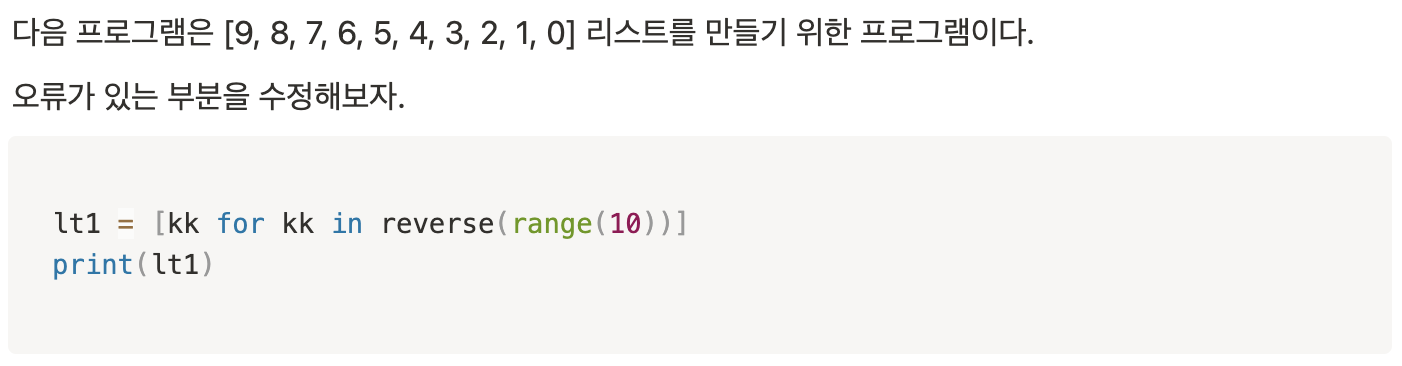 다음 프로그램은 [9, 8, 7, 6, 5, 4, 3, 2, 1, 0] 리스트를 만들기 위한 프로그램이다.
오류가 있는 부분을 수정해보자.
lt1 = [kk for kk in reverse(range(10))]
print(lt1)